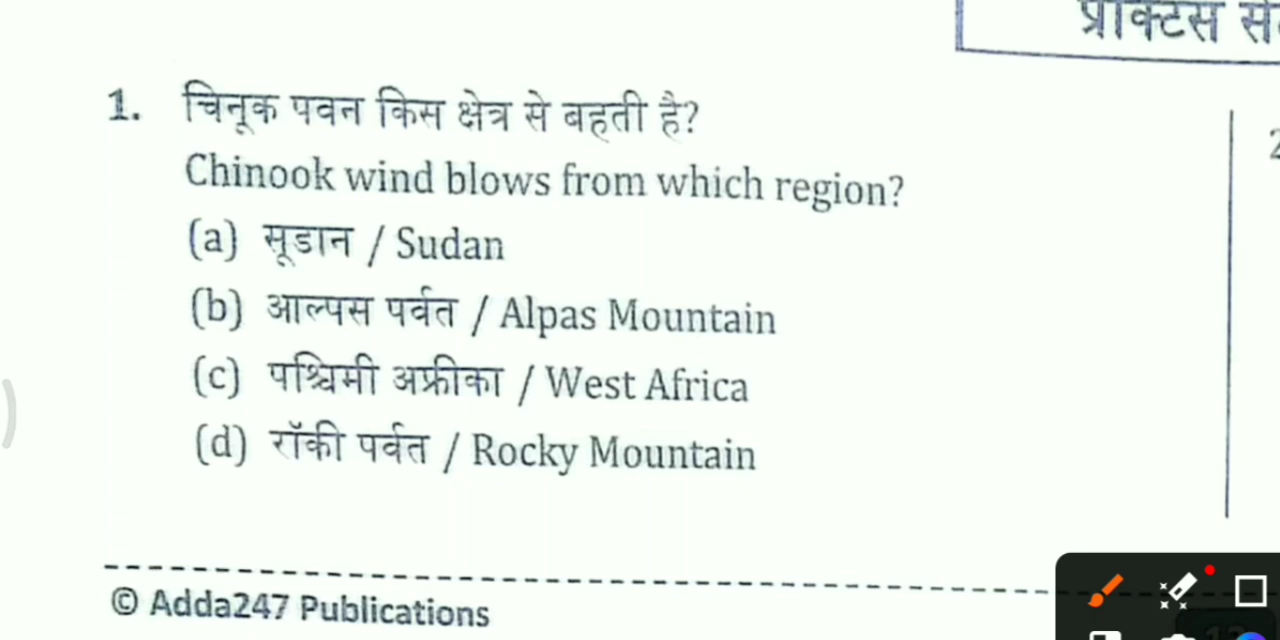 1. चिनूक पवन किस क्षेत्र से बहती है?
Chinook wind blows from which region?
(a) सूडान / Sudan
(b) आल्पस पर्वत / Alpas Mountain
(c) पश्चिमी अफ्रीका / West Africa
(d) रॉकी पर्वत / Rocky Mountain
© Adda247 Publications